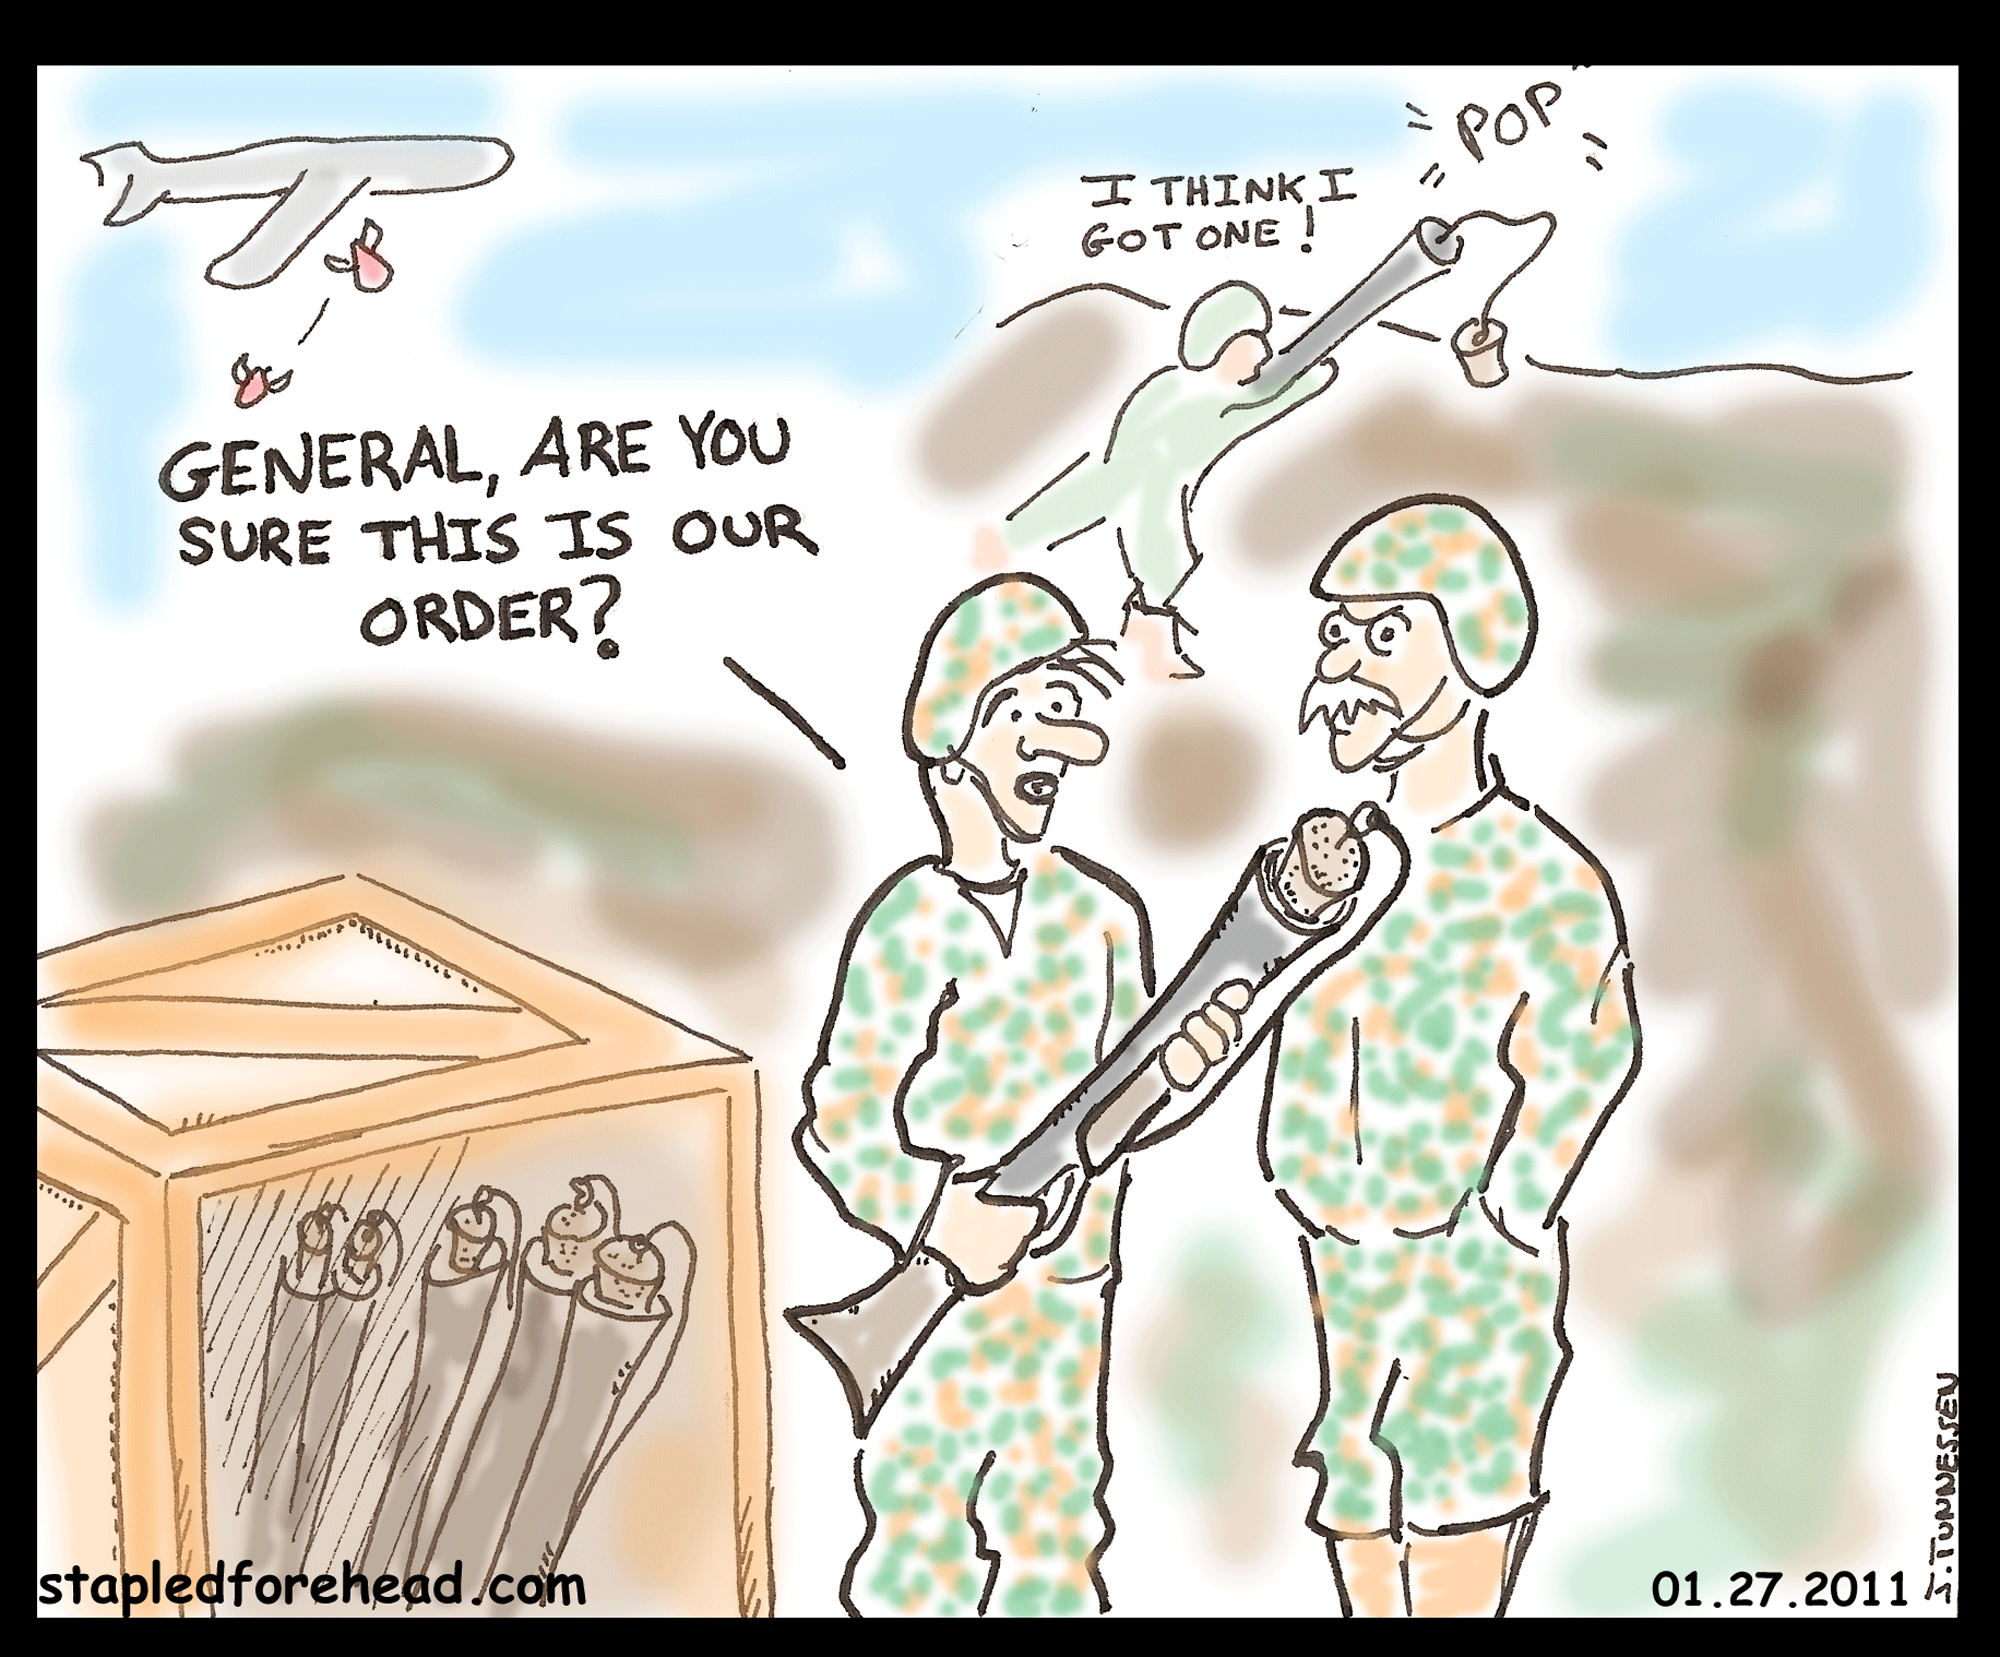 POP
I THINK I
GOT ONE!
GENERAL, ARE YOU
SURE THIS IS OUR
ORDER?
stapledforehead.com
01.27.2011
S.TUNNESSEN